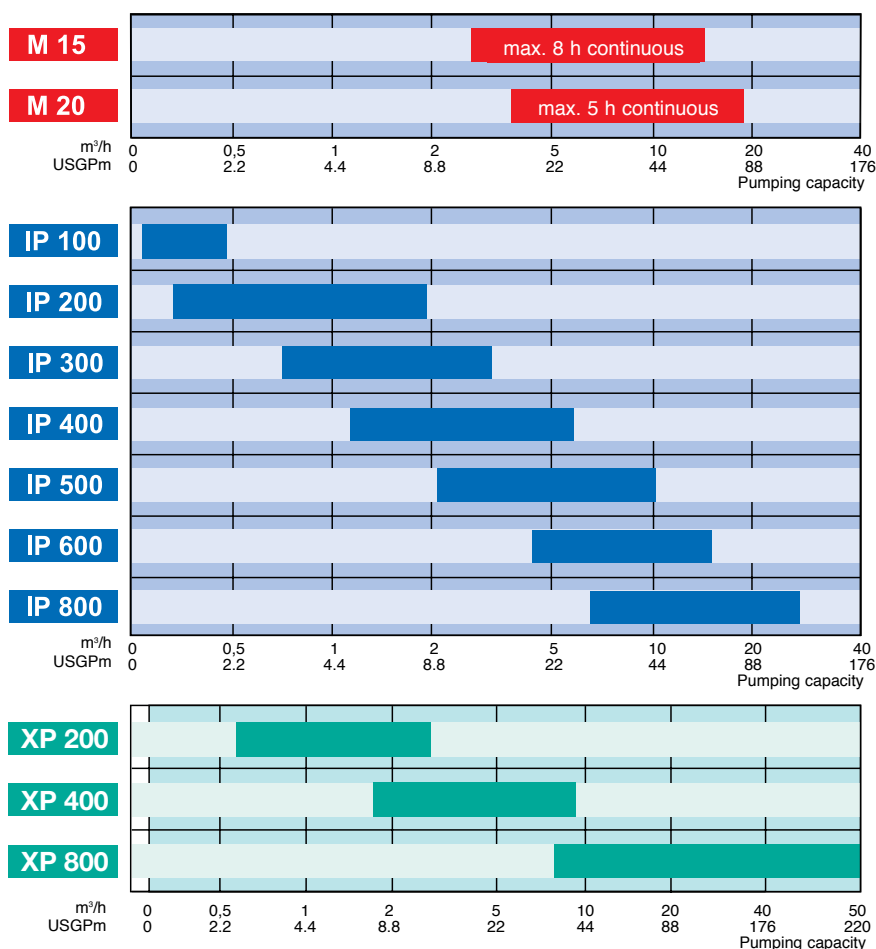 M 15
max. 8 h continuous
M 20
max. 5 h continuous
m³/h 0 0,5 1 2 5 10 20 40
USGPm 0 2.2 4.4 8.8 22 44 88 176
Pumping capacity
IP 100
IP 200
IP 300
IP 400
IP 500
IP 600
IP 800
m³/h 0 0,5 1 2 5 10 20 40
USGPm 0 2.2 4.4 8.8 22 44 88 176
Pumping capacity
XP 200
XP 400
XP 800
m³/h 0 0,5 1 2 5 10 20 40 50
USGPm 0 2.2 4.4 8.8 22 44 88 176 220
Pumping capacity